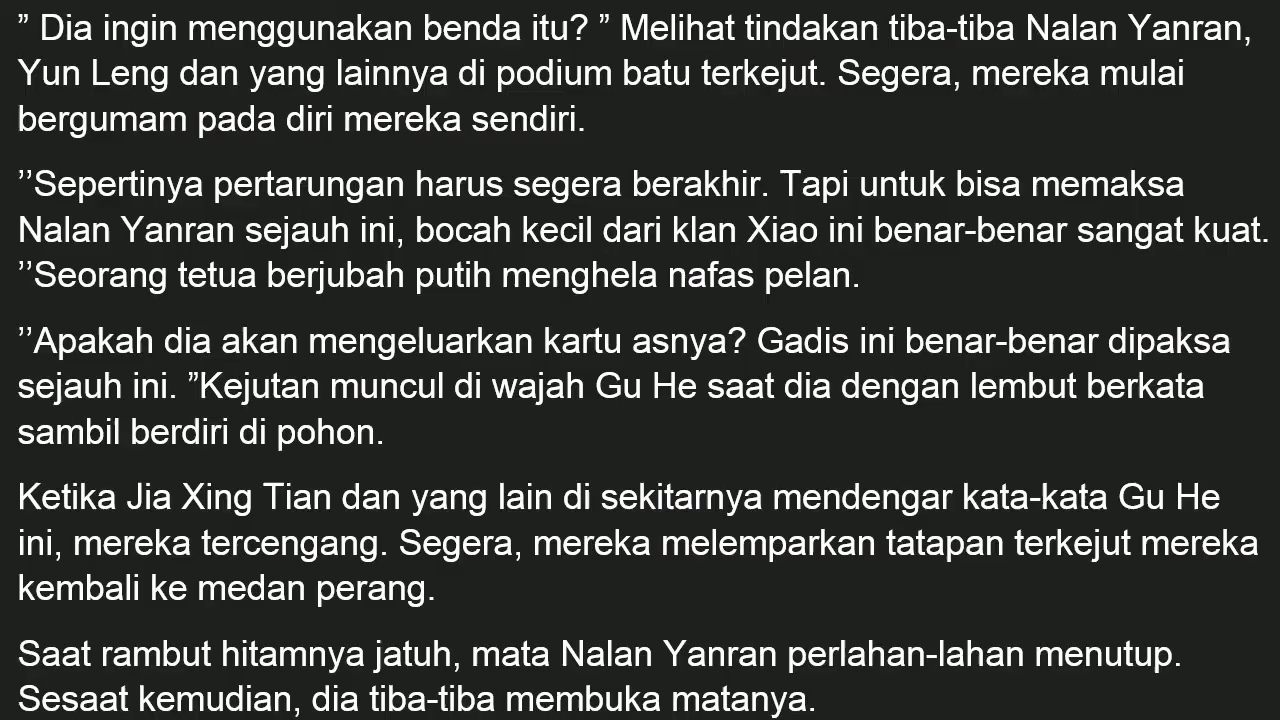 ” Dia ingin menggunakan benda itu? ” Melihat tindakan tiba-tiba Nalan Yanran,
Yun Leng dan yang lainnya di podium batu terkejut. Segera, mereka mulai
bergumam pada diri mereka sendiri.
’’Sepertinya pertarungan harus segera berakhir. Tapi untuk bisa memaksa
Nalan Yanran sejauh ini, bocah kecil dari klan Xiao ini benar-benar sangat kuat.
’’Seorang tetua berjubah putih menghela nafas pelan.
’’Apakah dia akan mengeluarkan kartu asnya? Gadis ini benar-benar dipaksa
sejauh ini. ”Kejutan muncul di wajah Gu He saat dia dengan lembut berkata
sambil berdiri di pohon.
Ketika Jia Xing Tian dan yang lain di sekitarnya mendengar kata-kata Gu He
ini, mereka tercengang. Segera, mereka melemparkan tatapan terkejut mereka
kembali ke medan perang.
Saat rambut hitamnya jatuh, mata Nalan Yanran perlahan-lahan menutup.
Sesaat kemudian, dia tiba-tiba membuka matanya.